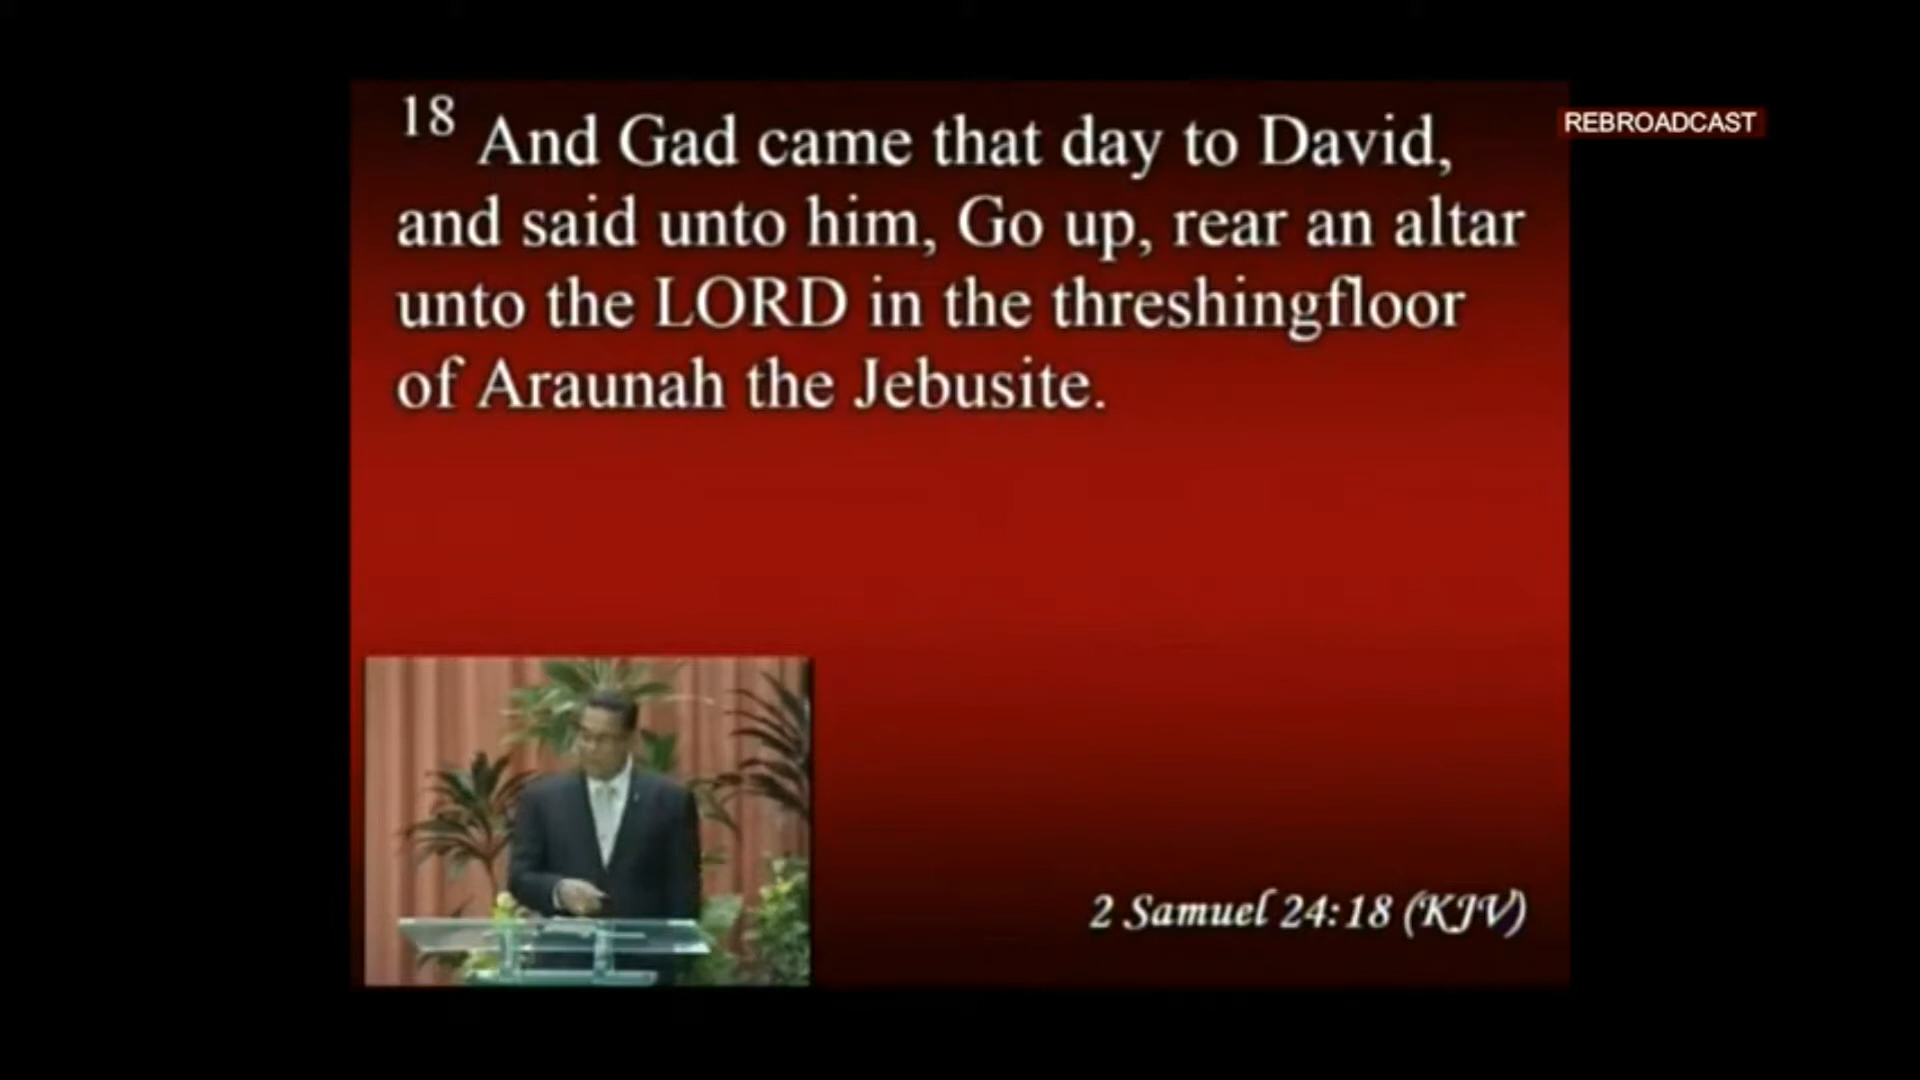 18 And Gad came that day to David,
and said unto him, Go up, rear an altar
unto the LORD in the threshingfloor
of Araunah the Jebusite.
REBROADCAST
2 Samuel 24:18 (KJV)